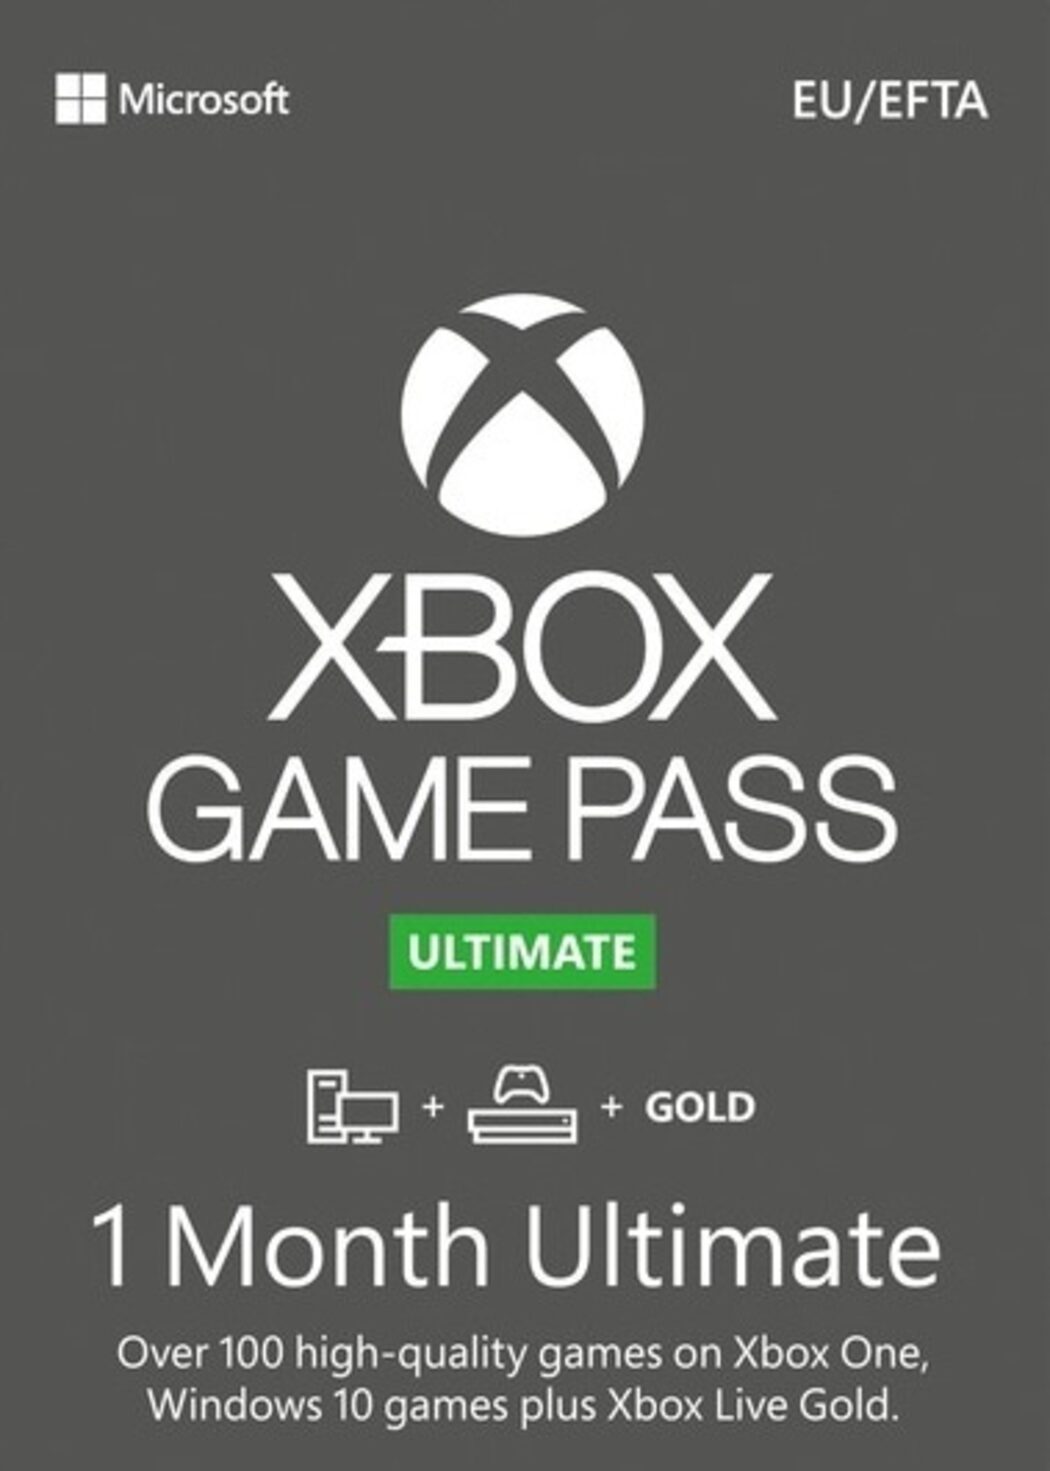 Microsoft
EU/EFTA
XBOX
GAME PASS
ULTIMATE
+ + GOLD
1 Month Ultimate
Over 100 high-quality games on Xbox One,
Windows 10 games plus Xbox Live Gold.